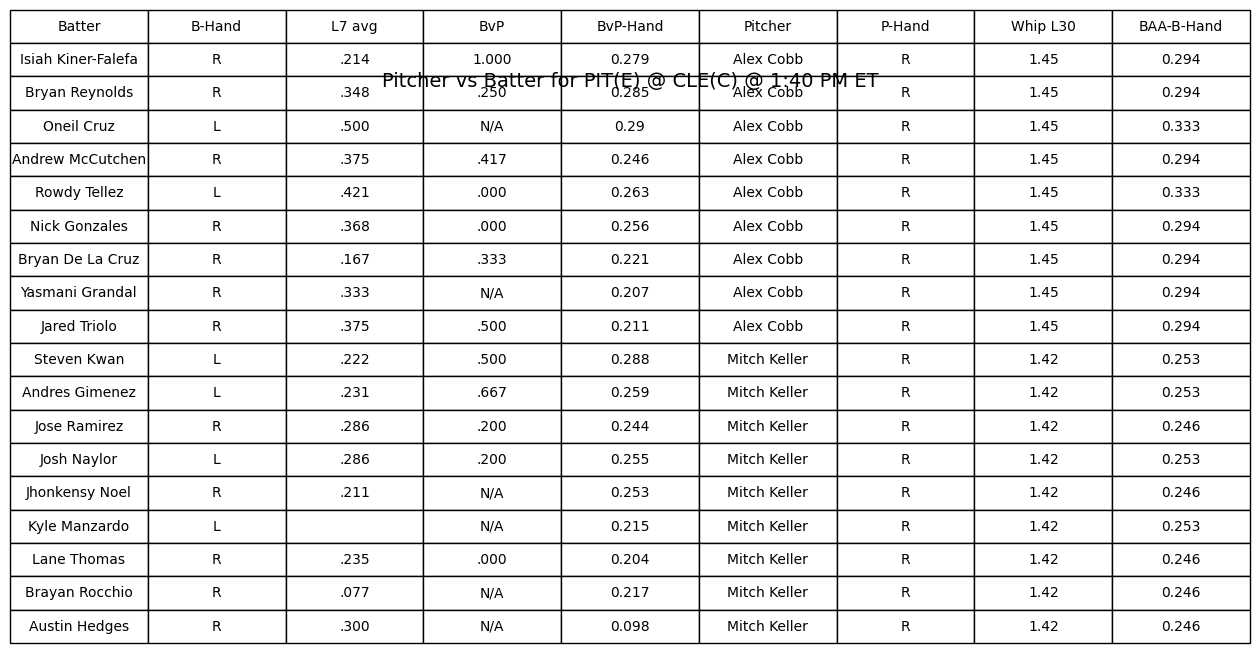 Batter B-Hand L7 avg BvP BvP-Hand Pitcher P-Hand Whip L30 BAA-B-Hand
Isiah Kiner-Falefa R .214 1.000 0.279 Alex Cobb R 1.45 0.294
Pitcher vs Batter for PIT(E) @ CLE(C) @ 1:40 PM ET
Bryan Reynolds R .348 .250 0.285 Alex Cobb R 1.45 0.294
Oneil Cruz L .500 N/A 0.29 Alex Cobb R 1.45 0.333
Andrew McCutchen R .375 .417 0.246 Alex Cobb R 1.45 0.294
Rowdy Tellez L .421 .000 0.263 Alex Cobb R 1.45 0.333
Nick Gonzales R .368 .000 0.256 Alex Cobb R 1.45 0.294
Bryan De La Cruz R .167 .333 0.221 Alex Cobb R 1.45 0.294
Yasmani Grandal R .333 N/A 0.207 Alex Cobb R 1.45 0.294
Jared Triolo R .375 .500 0.211 Alex Cobb R 1.45 0.294
Steven Kwan L .222 .500 0.288 Mitch Keller R 1.42 0.253
Andres Gimenez L .231 .667 0.259 Mitch Keller R 1.42 0.253
Jose Ramirez R .286 .200 0.244 Mitch Keller R 1.42 0.246
Josh Naylor L .286 .200 0.255 Mitch Keller R 1.42 0.253
Jhonkensy Noel R .211 N/A 0.253 Mitch Keller R 1.42 0.246
Kyle Manzardo L N/A 0.215 Mitch Keller R 1.42 0.253
Lane Thomas R .235 .000 0.204 Mitch Keller R 1.42 0.246
Brayan Rocchio R .077 N/A 0.217 Mitch Keller R 1.42 0.246
Austin Hedges R .300 N/A 0.098 Mitch Keller R 1.42 0.246